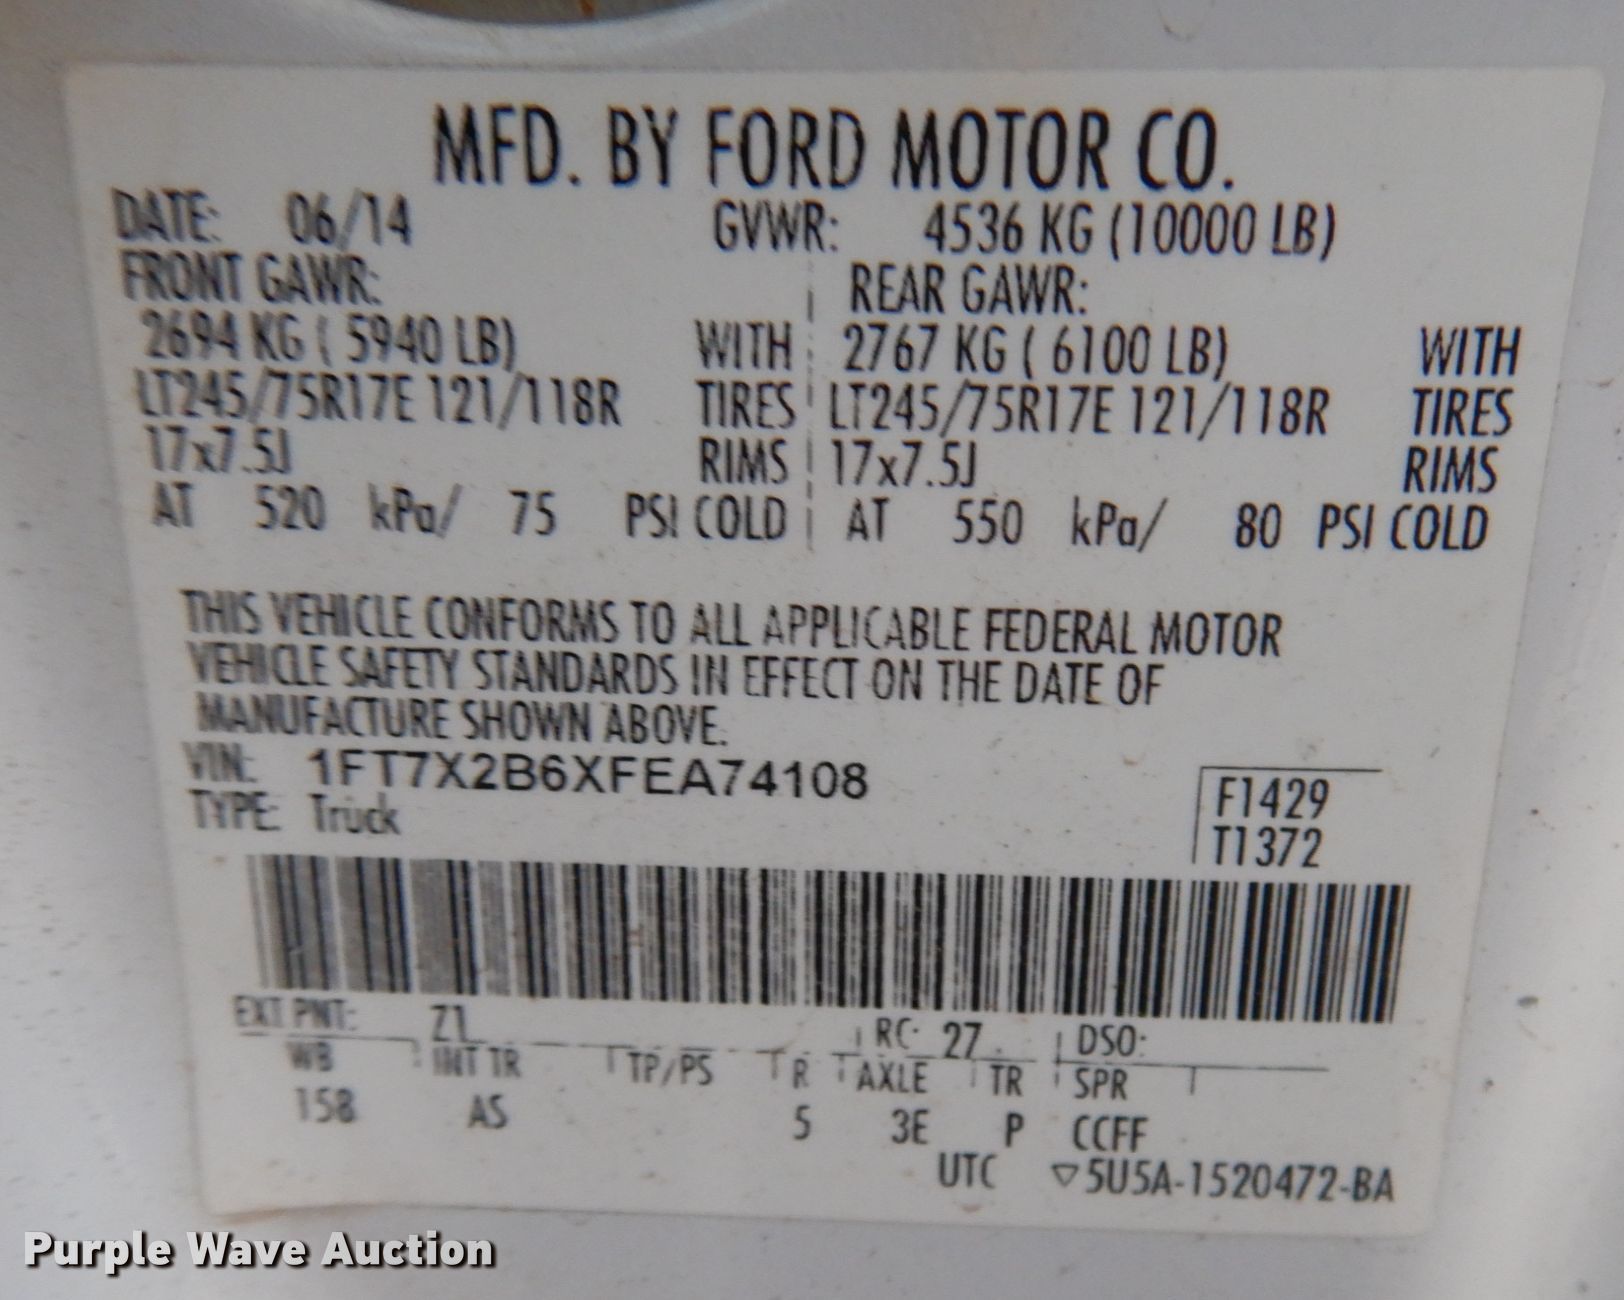 MFD. BY FORD MOTOR CO.
DATE: 06/14 GVWR: 4536 KG (10000 LB)
FRONT GAWR: REAR GAWR:
2694 KG ( 5940 LB) WITH 2767 KG ( 6100 LB) WITH
LT245/75R17E 121/118R TIRES LT245/75R17E 121/118R TIRES
17x7.5J RIMS 17x7.5J RIMS
AT 520 kPa/ 75 PSI COLD AT 550 kPa/ 80 PSI COLD
THIS VEHICLE CONFORMS TO ALL APPLICABLE FEDERAL MOTOR
VEHICLE SAFETY STANDARDS IN EFFECT ON THE DATE OF
MANUFACTURE SHOWN ABOVE.
VIN: 1FT7X2B6XFEA74108
TYPE: Truck
F1429
T1372
EXT PNT: Z1 RC: 27 DSO:
WB INT TR TP/PS R AXLE TR SPR
158 AS 5 3E P CCFF
UTC ▽5U5A-1520472-BA
Purple Wave Auction